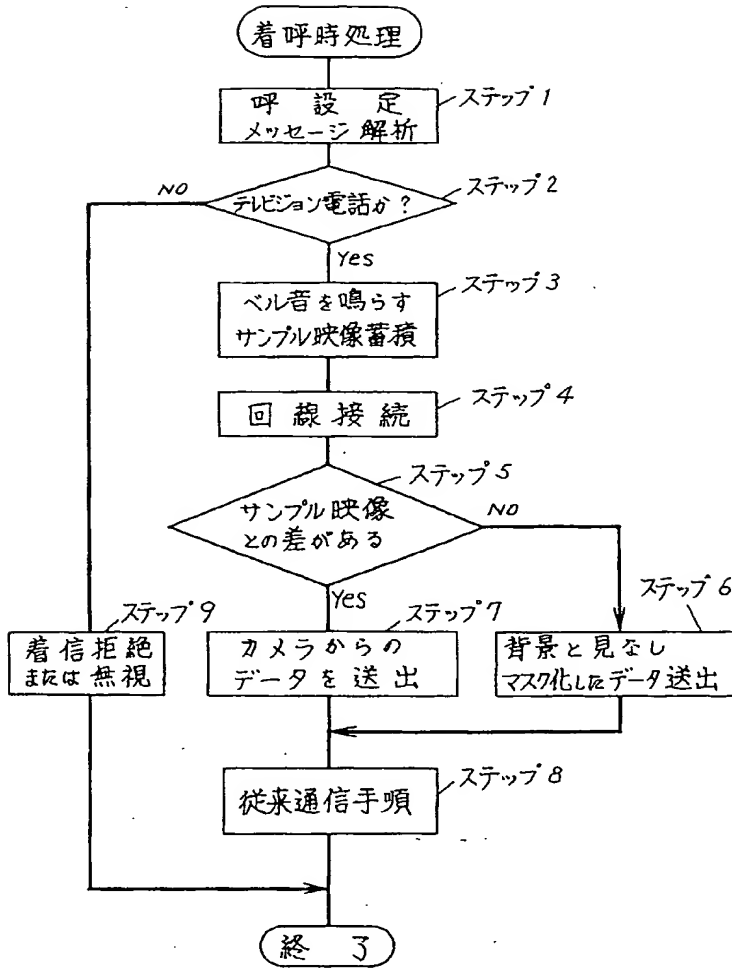 着呼時処理
呼設定
メッセージ解析
ステップ1
NO
テレビジョン電話か?
ステップ2
Yes
ベル音を鳴らす
サンプル映像蓄積
ステップ3
回線接続
ステップ4
ステップ5
サンプル映像
との差がある
NO
Yes
ステップ9
着信拒絶
または無視
ステップ7
カメラからの
データを送出
ステップ6
背景と見なし
マスク化したデータ送出
ステップ8
従来通信手順
終了